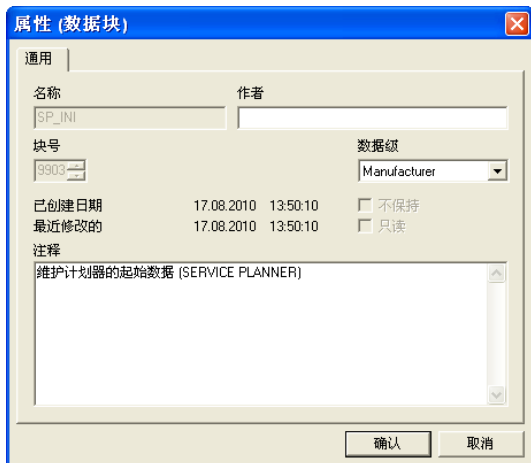 属性 (数据块)
通用
名称 作者
SP_INI
块号 数据级
9903 Manufacturer
已创建日期 17.08.2010 13:50:10 不保持
最近修改的 17.08.2010 13:50:10 只读
注释
维护计划器的起始数据 (SERVICE PLANNER)
确认 取消